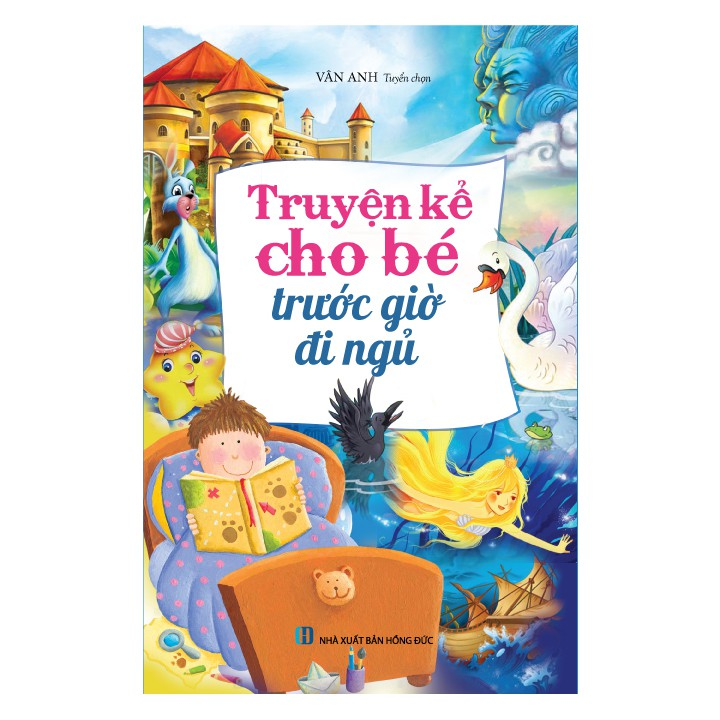 VÂN ANH Tuyển chọn
Truyện kể
cho bé
trước giờ
đi ngủ
NHÀ XUẤT BẢN HỒNG ĐỨC